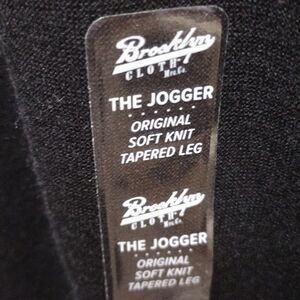 Brooklyn
CLOTH
MFG. CO.
THE JOGGER
ORIGINAL
SOFT KNIT
TAPERED LEG
Brooklyn
CLOTH
MFG. CO.
THE JOGGER
ORIGINAL
SOFT KNIT
TAPERED LEG